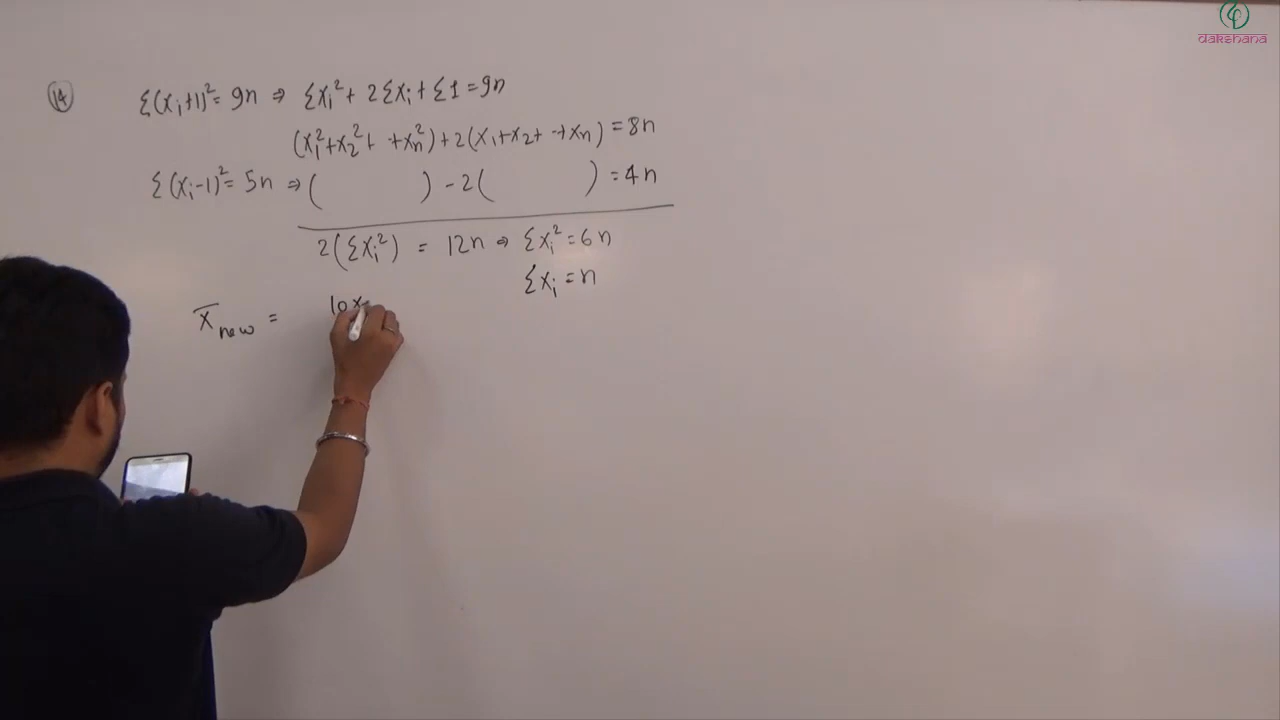 dakshana
14 Σ(xᵢ+1)² = 9n ⇒ Σxᵢ² + 2Σxᵢ + Σ1 = 9n
(x₁²+x₂²+ +xₙ²)+2(x₁+x₂+ -+xₙ) = 8n
Σ(xᵢ-1)² = 5n ⇒ ( ) - 2( ) = 4n
2(Σxᵢ²) = 12n ⇒ Σxᵢ² = 6n
Σxᵢ = n
x̄ new = 10x